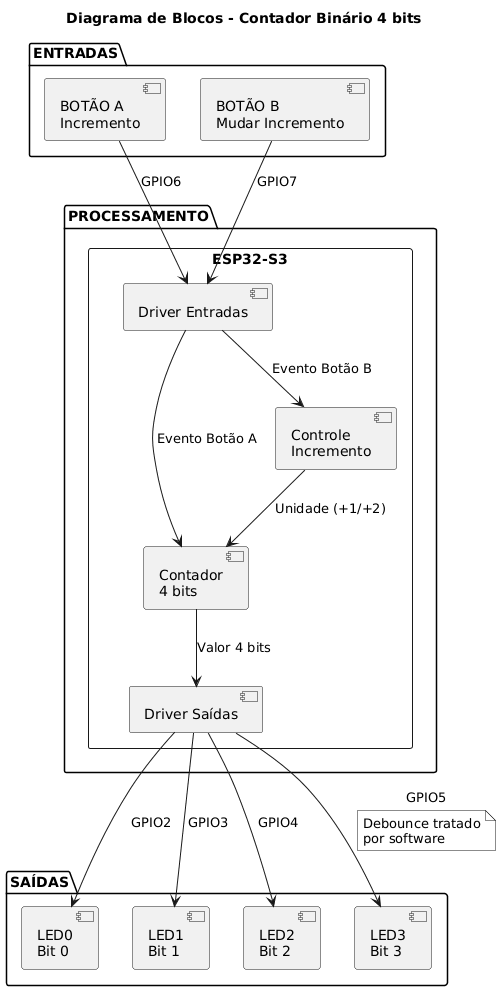 Diagrama de Blocos - Contador Binário 4 bits
ENTRADAS
BOTÃO A
Incremento
BOTÃO B
Mudar Incremento
GPIO6
GPIO7
PROCESSAMENTO
ESP32-S3
Driver Entradas
Evento Botão B
Controle
Incremento
Evento Botão A
Unidade (+1/+2)
Contador
4 bits
Valor 4 bits
Driver Saídas
GPIO2
GPIO3
GPIO4
GPIO5
Debounce tratado
por software
SAÍDAS
LED0
Bit 0
LED1
Bit 1
LED2
Bit 2
LED3
Bit 3